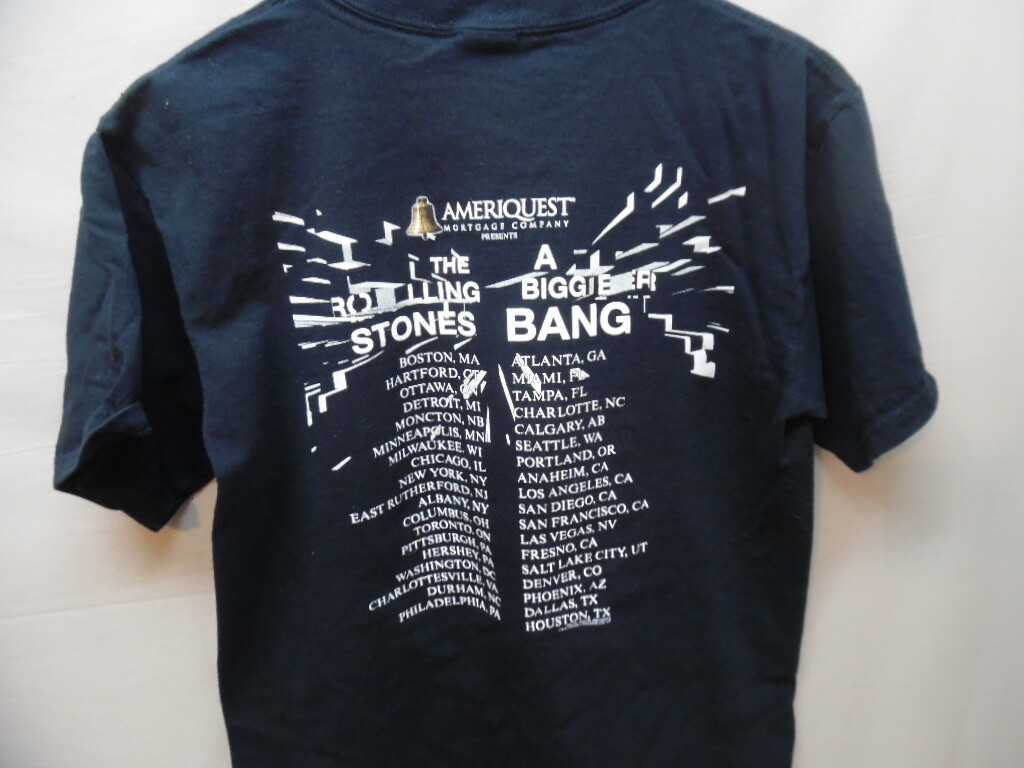 AMERIQUEST®
MORTGAGE COMPANY
PRESENTS
THE
ROLLING
STONES
A
BIGGER
BANG
BOSTON, MA
HARTFORD, CT
OTTAWA, ON
DETROIT, MI
MONCTON, NB
MINNEAPOLIS, MN
MILWAUKEE, WI
CHICAGO, IL
NEW YORK, NY
EAST RUTHERFORD, NJ
ALBANY, NY
COLUMBUS, OH
TORONTO, ON
PITTSBURGH, PA
HERSHEY, PA
WASHINGTON, DC
CHARLOTTESVILLE, VA
DURHAM, NC
PHILADELPHIA, PA
ATLANTA, GA
MIAMI, FL
TAMPA, FL
CHARLOTTE, NC
CALGARY, AB
SEATTLE, WA
PORTLAND, OR
ANAHEIM, CA
LOS ANGELES, CA
SAN DIEGO, CA
SAN FRANCISCO, CA
LAS VEGAS, NV
FRESNO, CA
SALT LAKE CITY, UT
DENVER, CO
PHOENIX, AZ
DALLAS, TX
HOUSTON, TX